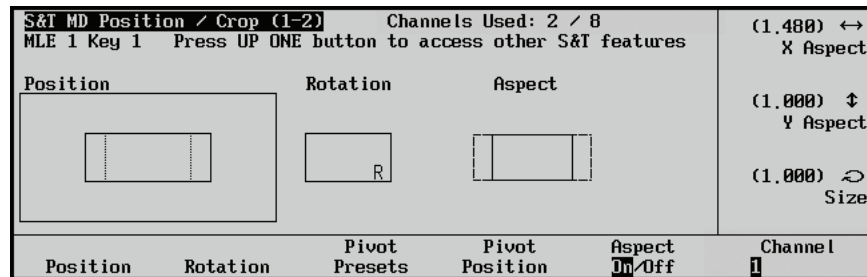 S&T MD Position / Crop (1-2) Channels Used: 2 / 8
MLE 1 Key 1 Press UP ONE button to access other S&T features
(1.480) ↔
X Aspect
Position Rotation Aspect
(1.000) ↕
Y Aspect
R
(1.000)
Size
Position Rotation Pivot Presets Pivot Position Aspect On/Off Channel 1